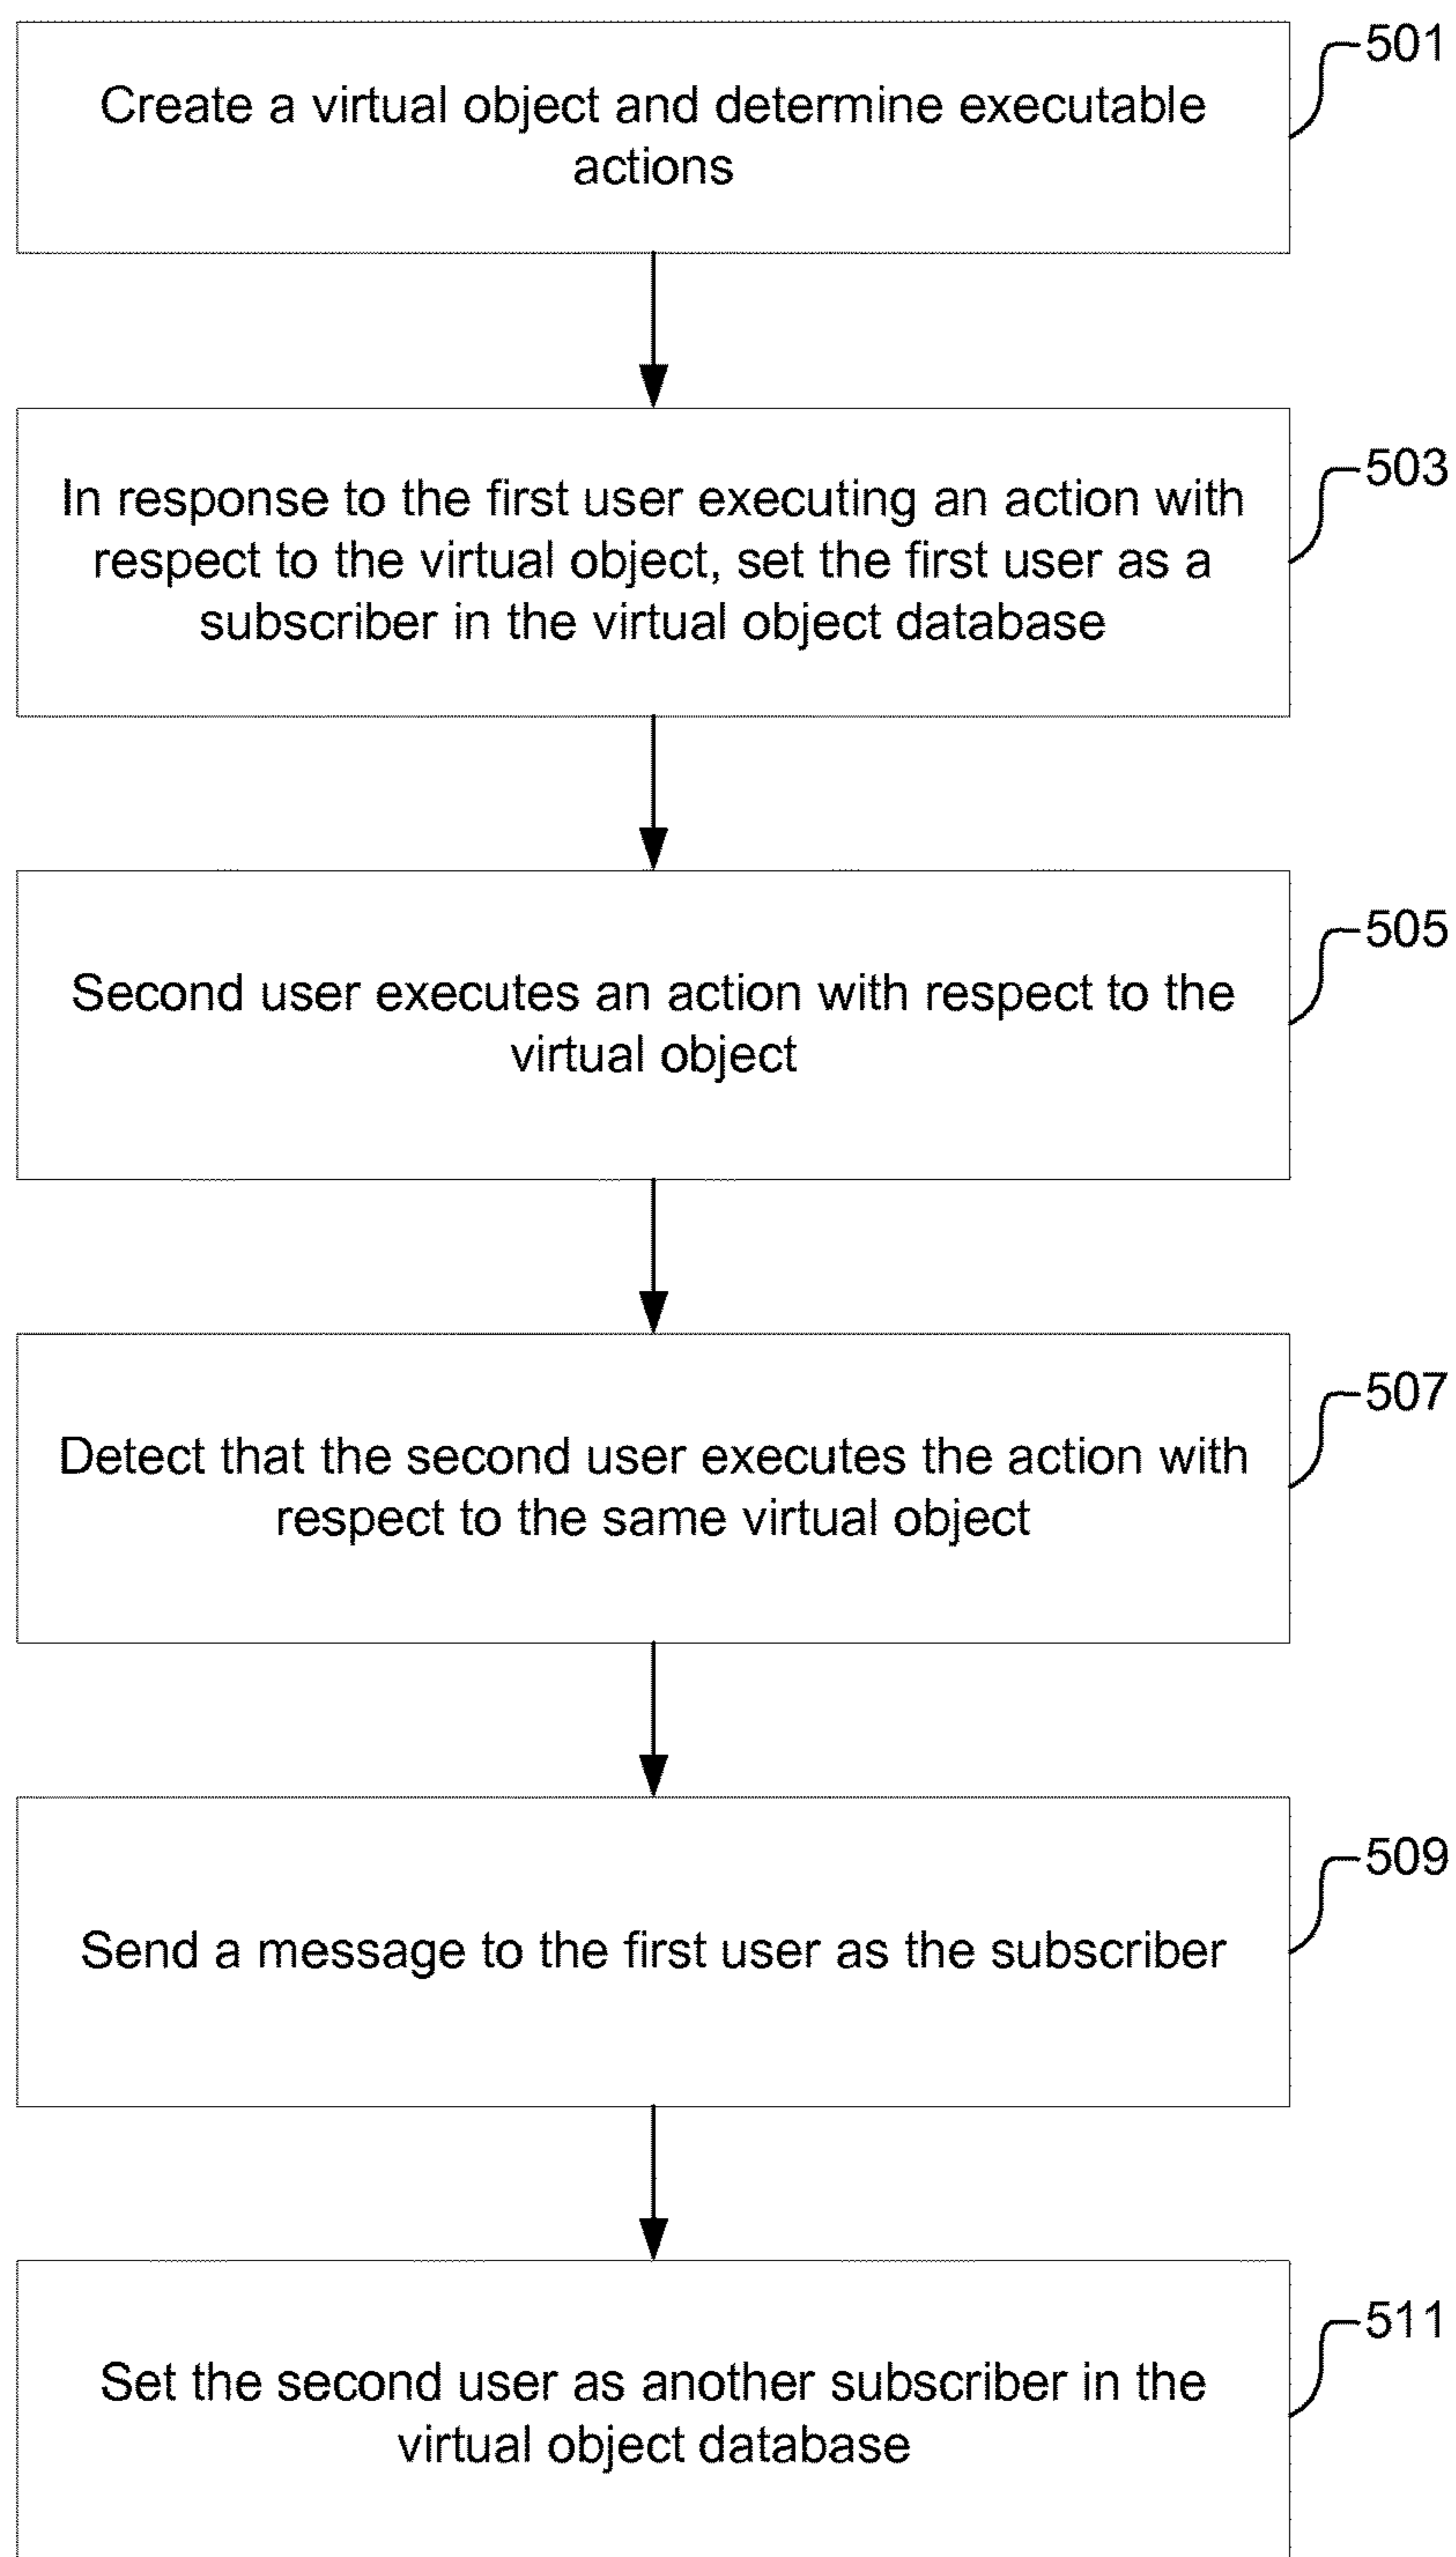 501
Create a virtual object and determine executable
actions
503
In response to the first user executing an action with
respect to the virtual object, set the first user as a
subscriber in the virtual object database
505
Second user executes an action with respect to the
virtual object
507
Detect that the second user executes the action with
respect to the same virtual object
509
Send a message to the first user as the subscriber
511
Set the second user as another subscriber in the
virtual object database